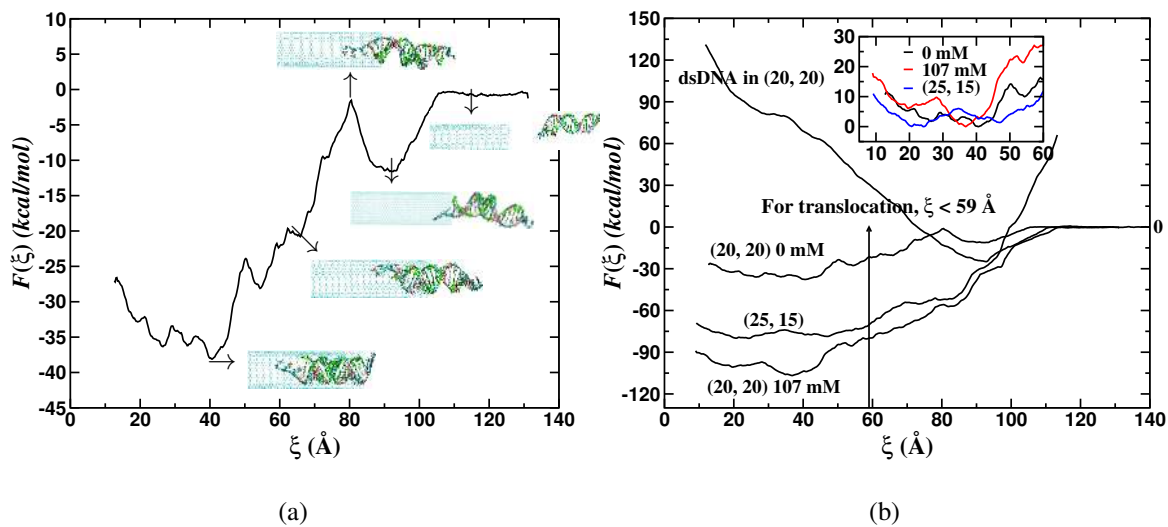 10
5
0
-5
-10
-15
-20
-25
-30
-35
-40
-45
F(ξ) (kcal/mol)
0 20 40 60 80 100 120 140
ξ (Å)
(a)
150
120
90
60
30
0
-30
-60
-90
-120
F(ξ) (kcal/mol)
dsDNA in (20, 20)
30
20
10
0
0 mM
107 mM
(25, 15)
10 20 30 40 50 60
For translocation, ξ < 59 Å
(20, 20) 0 mM
0
(25, 15)
(20, 20) 107 mM
0 20 40 60 80 100 120 140
ξ (Å)
(b)